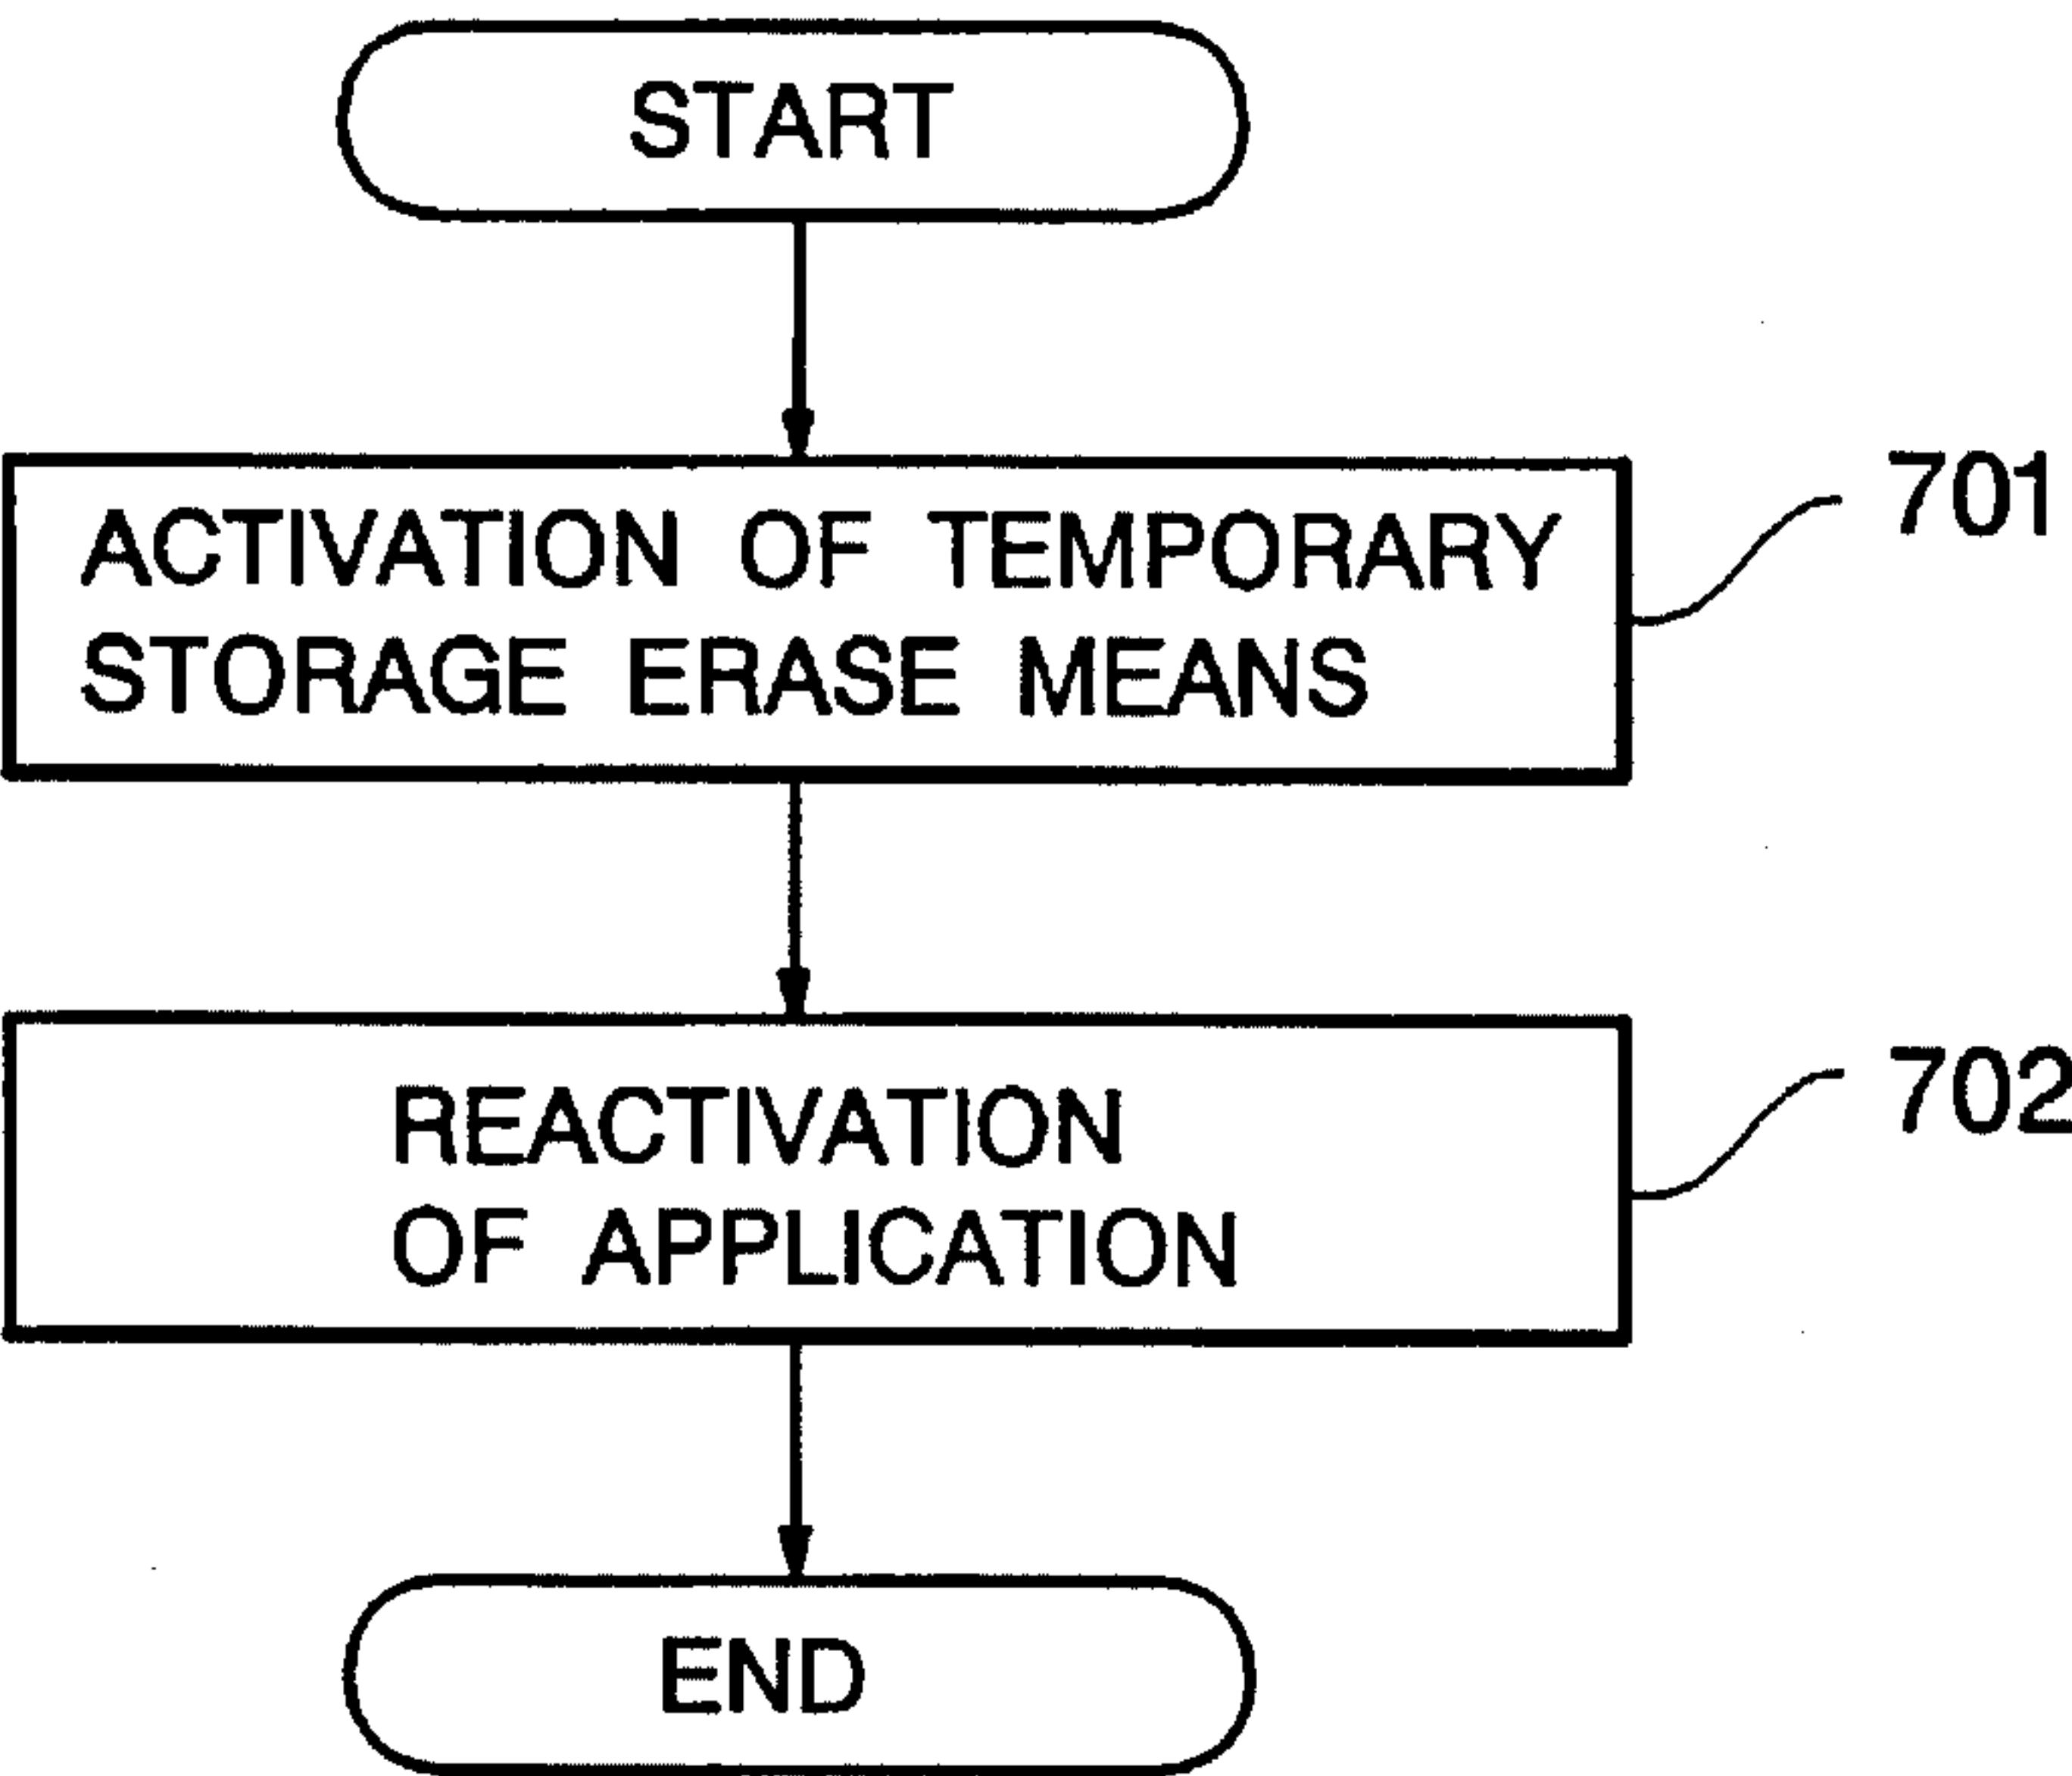 START
ACTIVATION OF TEMPORARY
STORAGE ERASE MEANS
701
REACTIVATION
OF APPLICATION
702
END